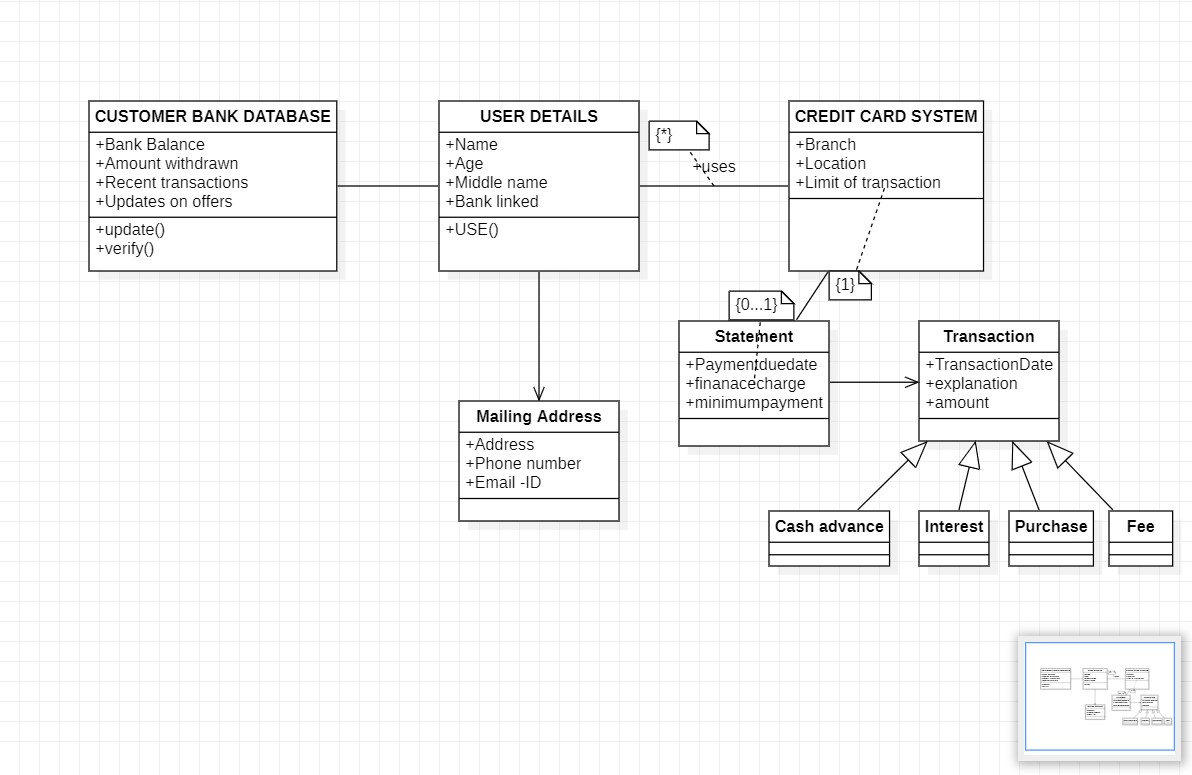 CUSTOMER BANK DATABASE
+Bank Balance
+Amount withdrawn
+Recent transactions
+Updates on offers
+update()
+verify()
USER DETAILS
+Name
+Age
+Middle name
+Bank linked
+USE()
{*}
+uses
CREDIT CARD SYSTEM
+Branch
+Location
+Limit of transaction
{1}
{0...1}
Statement
+Paymentduedate
+finanacecharge
+minimumpayment
Transaction
+TransactionDate
+explanation
+amount
Mailing Address
+Address
+Phone number
+Email -ID
Cash advance
Interest
Purchase
Fee